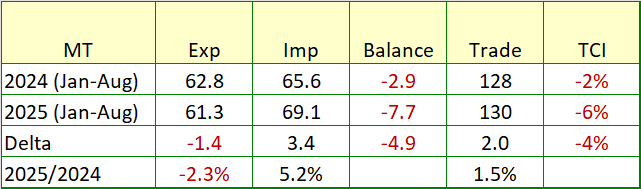 MT Exp Imp Balance Trade TCI
2024 (Jan-Aug) 62.8 65.6 -2.9 128 -2%
2025 (Jan-Aug) 61.3 69.1 -7.7 130 -6%
Delta -1.4 3.4 -4.9 2.0 -4%
2025/2024 -2.3% 5.2% 1.5%